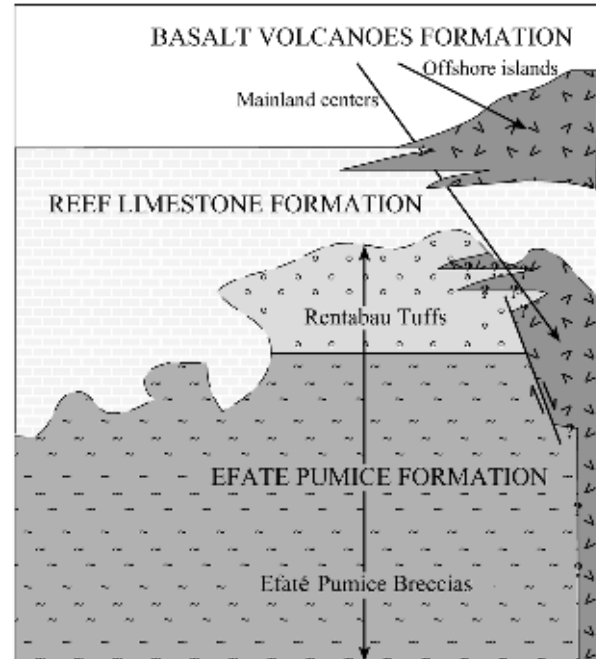 BASALT VOLCANOES FORMATION
Offshore islands
Mainland centers
REEF LIMESTONE FORMATION
Rentabau Tuffs
EFATE PUMICE FORMATION
Efaté Pumice Breccias